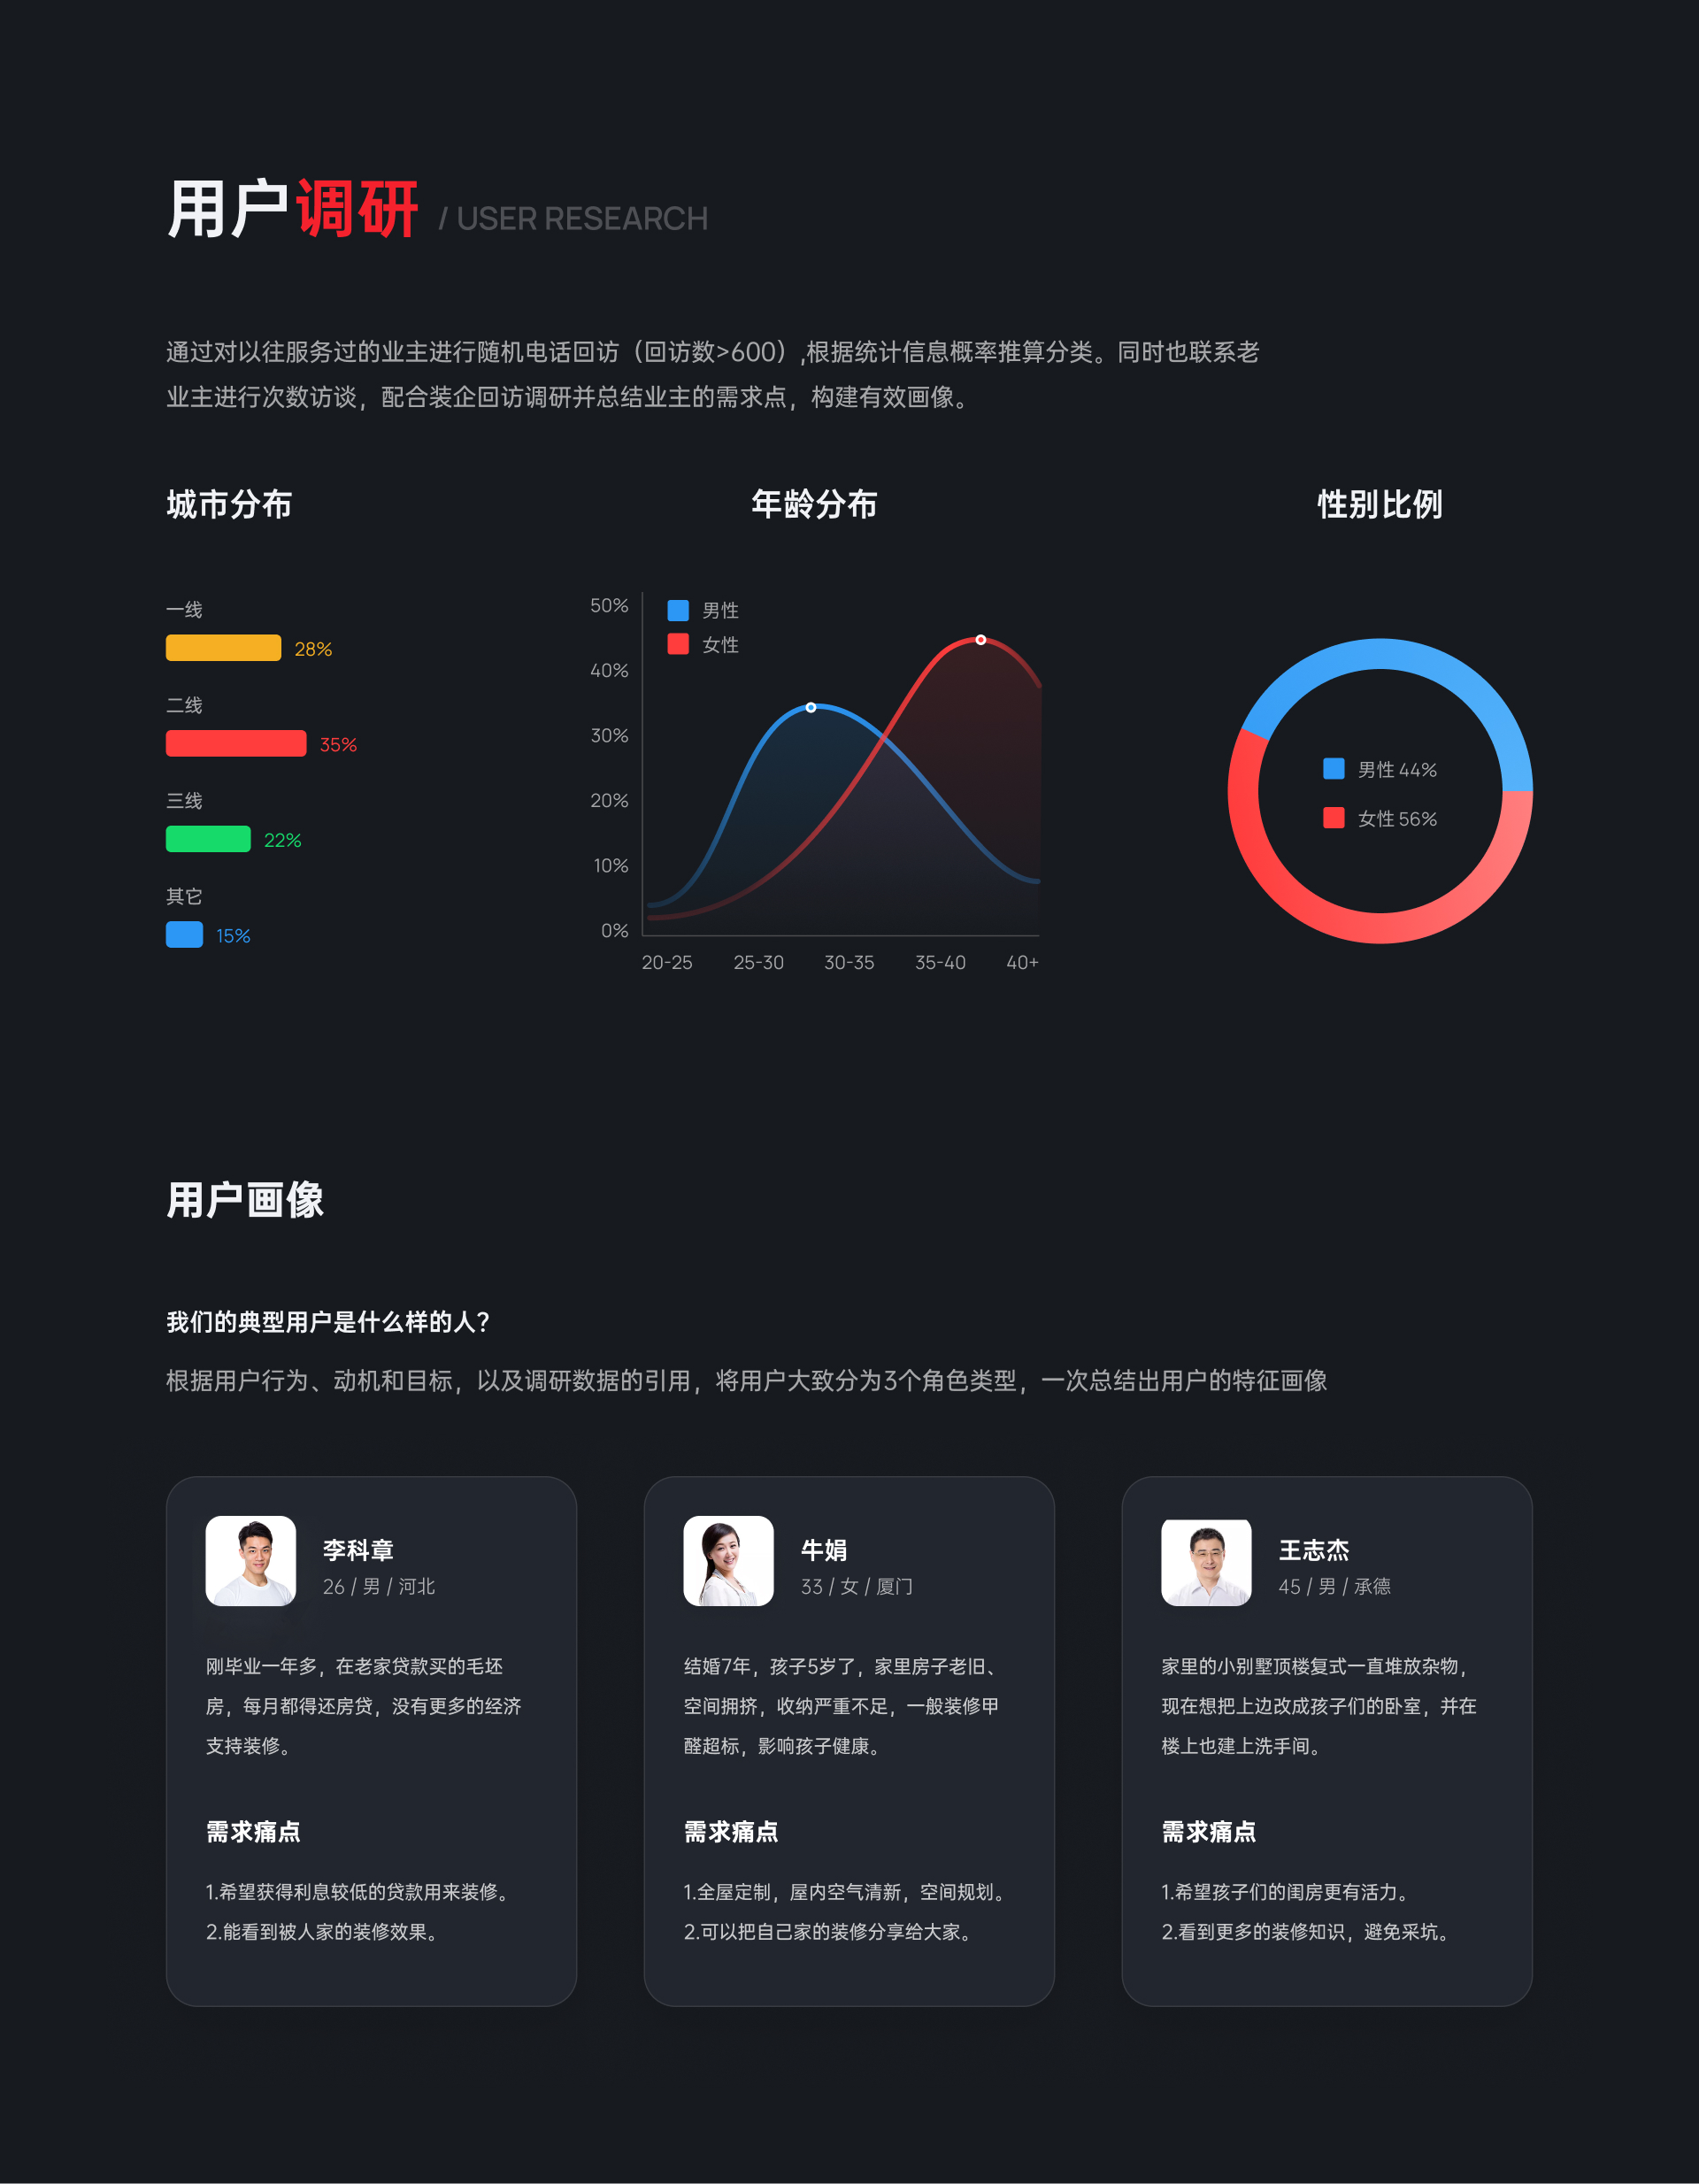 用户调研 / USER RESEARCH
通过对以往服务过的业主进行随机电话回访（回访数>600）,根据统计信息概率推算分类。同时也联系老
业主进行次数访谈，配合装企回访调研并总结业主的需求点，构建有效画像。
城市分布
一线
28%
二线
35%
三线
22%
其它
15%
年龄分布
50%
40%
30%
20%
10%
0%
男性
女性
20-25
25-30
30-35
35-40
40+
性别比例
男性 44%
女性 56%
用户画像
我们的典型用户是什么样的人？
根据用户行为、动机和目标，以及调研数据的引用，将用户大致分为3个角色类型，一次总结出用户的特征画像
李科章
26 / 男 / 河北
刚毕业一年多，在老家贷款买的毛坯
房，每月都得还房贷，没有更多的经济
支持装修。
需求痛点
1.希望获得利息较低的贷款用来装修。
2.能看到被人家的装修效果。
牛娟
33 / 女 / 厦门
结婚7年，孩子5岁了，家里房子老旧、
空间拥挤，收纳严重不足，一般装修甲
醛超标，影响孩子健康。
需求痛点
1.全屋定制，屋内空气清新，空间规划。
2.可以把自己家的装修分享给大家。
王志杰
45 / 男 / 承德
家里的小别墅顶楼复式一直堆放杂物，
现在想把上边改成孩子们的卧室，并在
楼上也建上洗手间。
需求痛点
1.希望孩子们的闺房更有活力。
2.看到更多的装修知识，避免采坑。